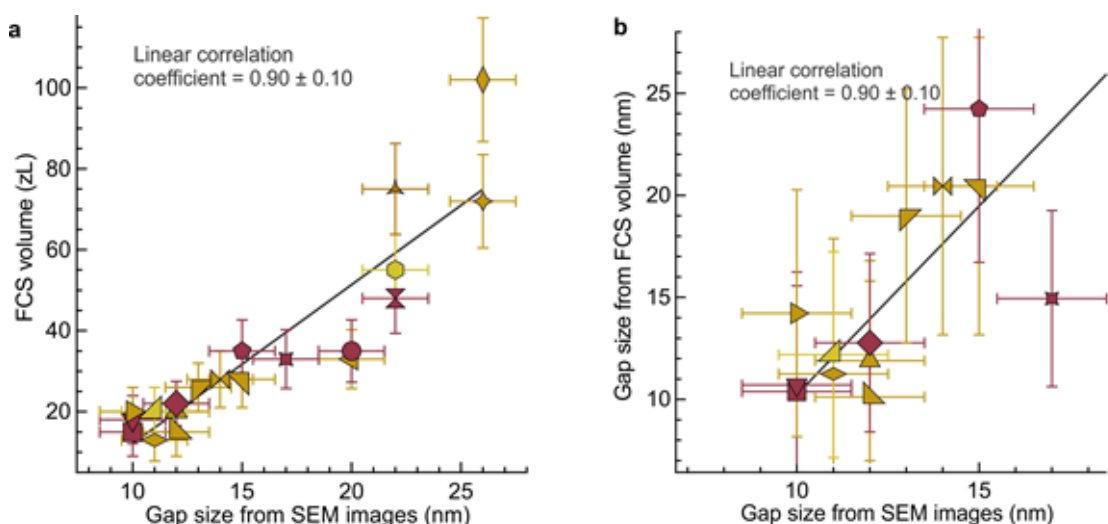 a
Linear correlation
coefficient = 0.90 ± 0.10
FCS volume (zL)
100
80
60
40
20
10
15
20
25
Gap size from SEM images (nm)
b
Linear correlation
coefficient = 0.90 ± 0.10
Gap size from FCS volume (nm)
25
20
15
10
10
15
Gap size from SEM images (nm)